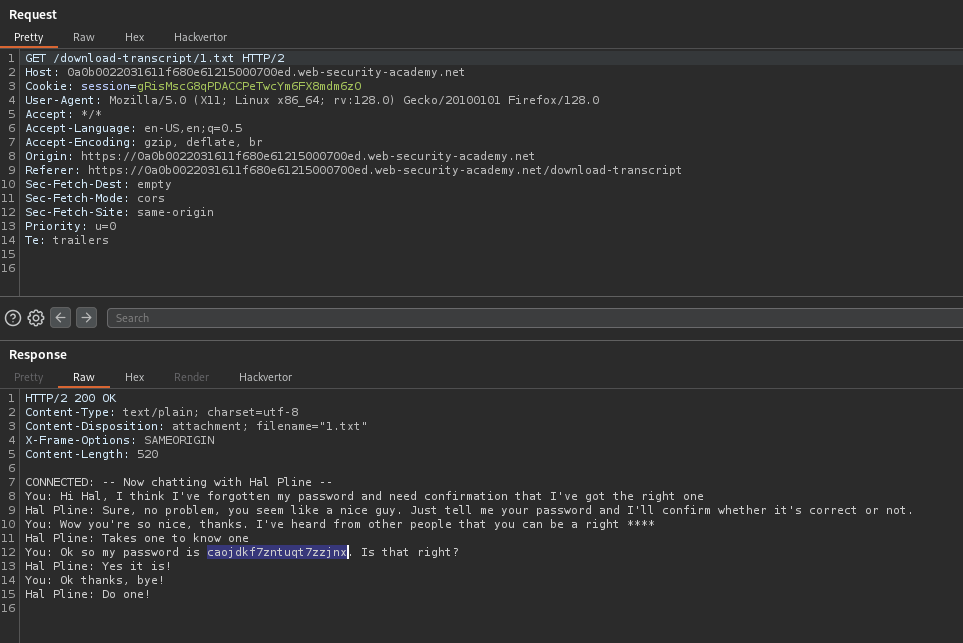 Request
Pretty Raw Hex Hackvertor
1 GET /download-transcript/1.txt HTTP/2
2 Host: 0a0b0022031611f680e61215000700ed.web-security-academy.net
3 Cookie: session=gRisMscG8qPDACCPeTwcYm6FX8mdm6zO
4 User-Agent: Mozilla/5.0 (X11; Linux x86_64; rv:128.0) Gecko/20100101 Firefox/128.0
5 Accept: */*
6 Accept-Language: en-US,en;q=0.5
7 Accept-Encoding: gzip, deflate, br
8 Origin: https://0a0b0022031611f680e61215000700ed.web-security-academy.net
9 Referer: https://0a0b0022031611f680e61215000700ed.web-security-academy.net/download-transcript
10 Sec-Fetch-Dest: empty
11 Sec-Fetch-Mode: cors
12 Sec-Fetch-Site: same-origin
13 Priority: u=0
14 Te: trailers
15
16
Search
Response
Pretty Raw Hex Render Hackvertor
1 HTTP/2 200 OK
2 Content-Type: text/plain; charset=utf-8
3 Content-Disposition: attachment; filename="1.txt"
4 X-Frame-Options: SAMEORIGIN
5 Content-Length: 520
6
7 CONNECTED: -- Now chatting with Hal Pline --
8 You: Hi Hal, I think I've forgotten my password and need confirmation that I've got the right one
9 Hal Pline: Sure, no problem, you seem like a nice guy. Just tell me your password and I'll confirm whether it's correct or not.
10 You: Wow you're so nice, thanks. I've heard from other people that you can be a right ****
11 Hal Pline: Takes one to know one
12 You: Ok so my password is caojdkf7zntuqt7zzjnx. Is that right?
13 Hal Pline: Yes it is!
14 You: Ok thanks, bye!
15 Hal Pline: Do one!
16